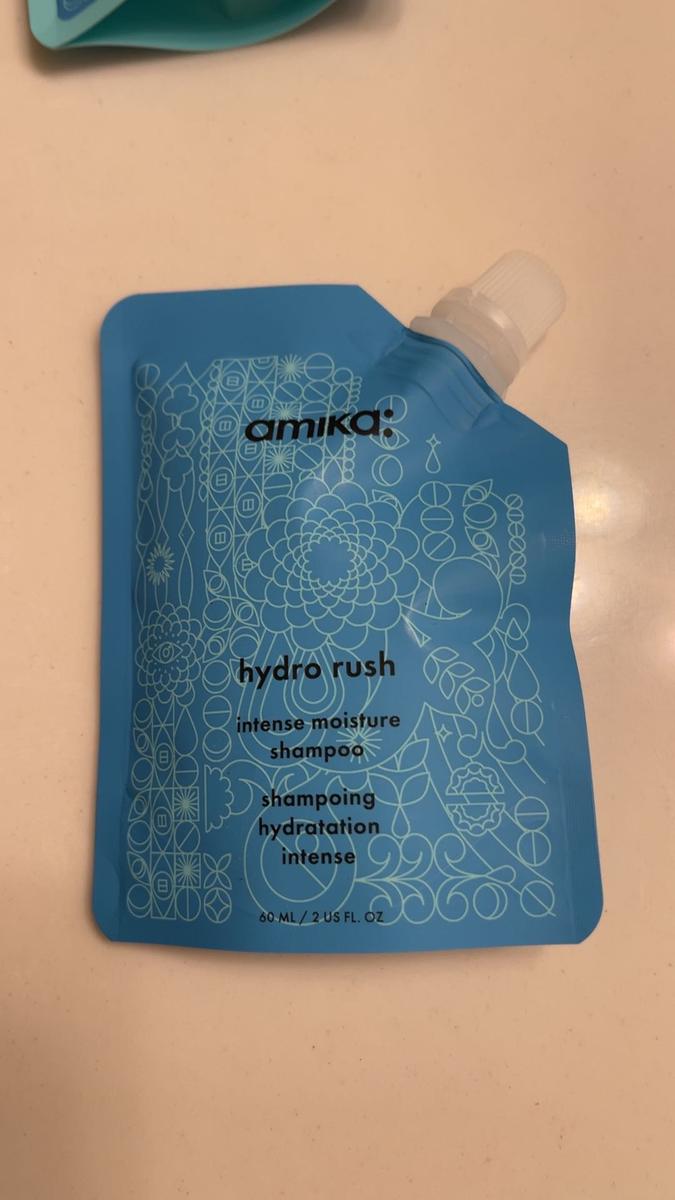 amika:
hydro rush
intense moisture
shampoo
shampoing
hydratation
intense
60 ML / 2 US FL. OZ